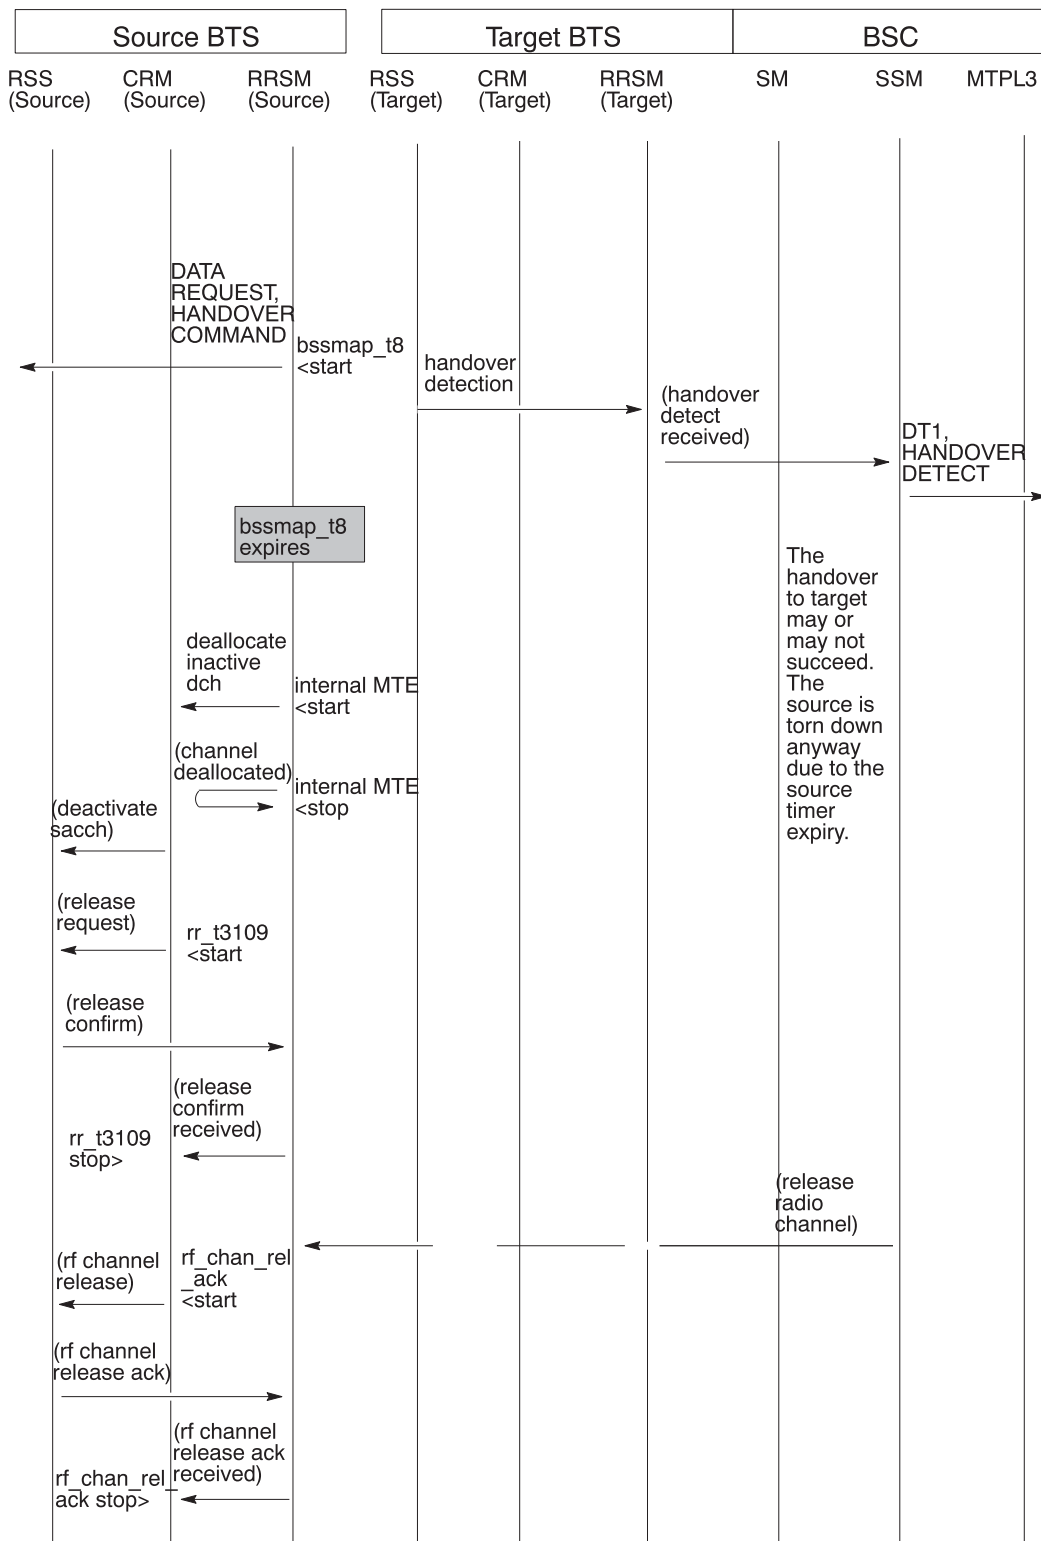 Source BTS
Target BTS
BSC
RSS
(Source)
CRM
(Source)
RRSM
(Source)
RSS
(Target)
CRM
(Target)
RRSM
(Target)
SM
SSM
MTPL3
DATA
REQUEST,
HANDOVER
COMMAND
bssmap_t8
<start
handover
detection
(handover
detect
received)
DT1,
HANDOVER
DETECT
bssmap_t8
expires
The
handover
to target
may or
may not
succeed.
The
source is
torn down
anyway
due to the
source
timer
expiry.
deallocate
inactive
dch
internal MTE
<start
(channel
deallocated)
internal MTE
<stop
(deactivate
sacch)
(release
request)
rr_t3109
<start
(release
confirm)
(release
confirm
received)
rr_t3109
stop>
(release
radio
channel)
(rf channel
release)
rf_chan_rel
_ack
<start
(rf channel
release ack)
(rf channel
release ack
received)
rf_chan_rel_
ack stop>